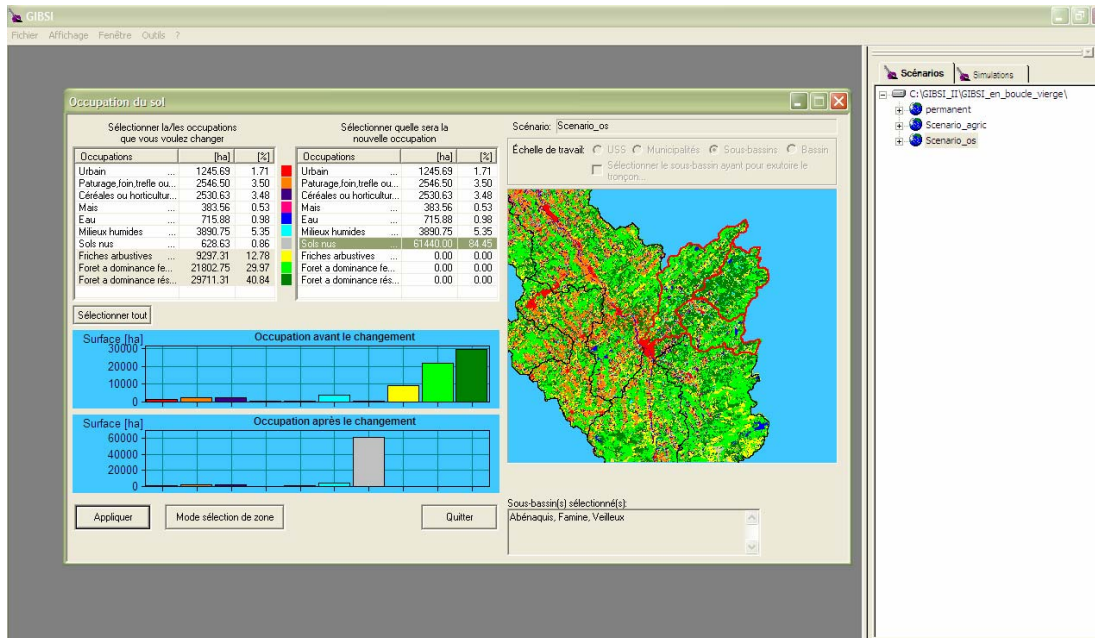 GIBSI
Fichier Affichage Fenêtre Outils ?
Occupation du sol
Sélectionner la/les occupations
que vous voulez changer
Occupations [ha] [%]
Urbain ... 1245.69 1.71
Paturage,foin,trefle ou... 2546.50 3.50
Céréales ou horticultur... 2530.63 3.48
Mais ... 383.56 0.53
Eau ... 715.88 0.98
Milieux humides ... 3890.75 5.35
Sols nus ... 628.63 0.86
Friches arbustives ... 9297.31 12.78
Foret a dominance fe... 21802.75 29.97
Foret a dominance rés... 29711.31 40.84
Sélectionner quelle sera la
nouvelle occupation
Occupations [ha] [%]
Urbain ... 1245.69 1.71
Paturage,foin,trefle ou... 2546.50 3.50
Céréales ou horticultur... 2530.63 3.48
Mais ... 383.56 0.53
Eau ... 715.88 0.98
Milieux humides ... 3890.75 5.35
Sols nus ... 61440.00 84.45
Friches arbustives ... 0.00 0.00
Foret a dominance fe... 0.00 0.00
Foret a dominance rés... 0.00 0.00
Sélectionner tout
Surface [ha] Occupation avant le changement
30000
20000
10000
0
Surface [ha] Occupation après le changement
60000
40000
20000
0
Appliquer Mode sélection de zone Quitter
Scénario: Scenario_os
Échelle de travail: USS Municipalités Sous-bassins Bassin
Sélectionner le sous-bassin ayant pour exutoire le
tronçon...
Sous-bassin(s) sélectionné(s):
Abénaquis, Famine, Veilleux
Scénarios Simulations
C:\GIBSI_II\GIBSI_en_boucle_vierge\
permanent
Scenario_agric
Scenario_os